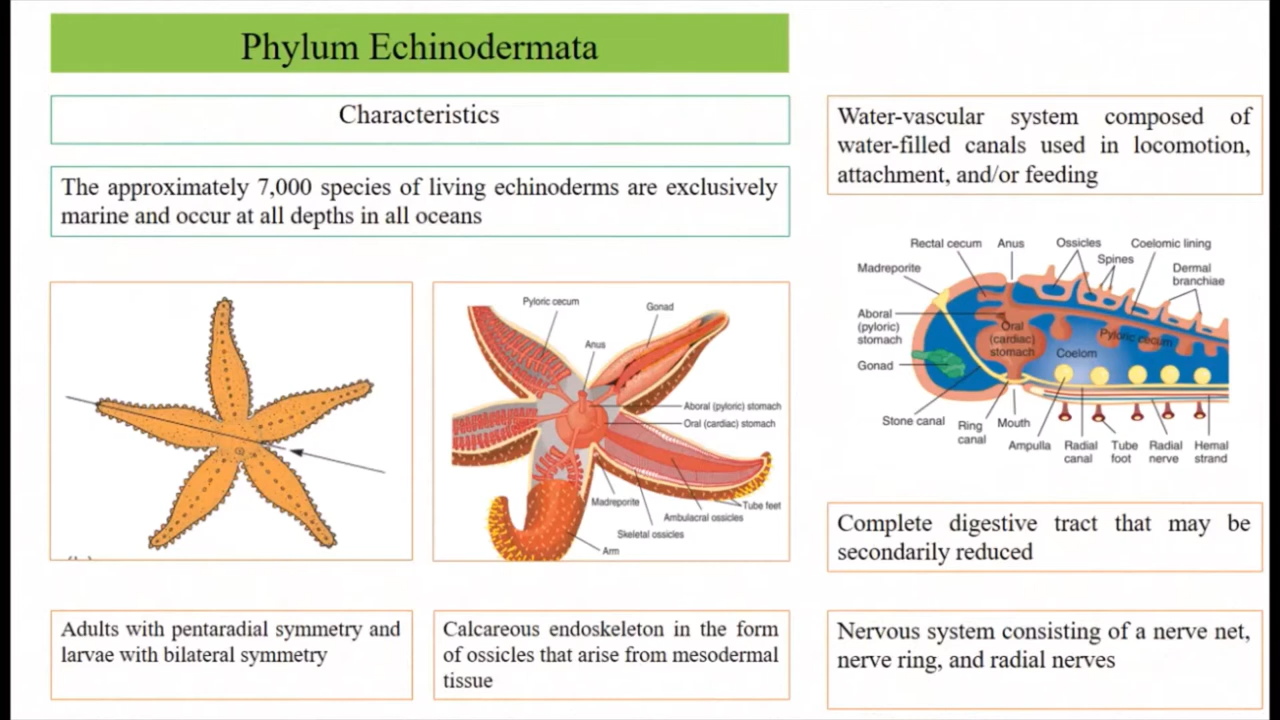 Phylum Echinodermata
Characteristics
The approximately 7,000 species of living echinoderms are exclusively
marine and occur at all depths in all oceans
Pyloric cecum
Gonad
Anus
Aboral (pyloric) stomach
Oral (cardiac) stomach
Madreporite
Tube feet
Ambulacral ossicles
Skeletal ossicles
Arm
Adults with pentaradial symmetry and
larvae with bilateral symmetry
Calcareous endoskeleton in the form
of ossicles that arise from mesodermal
tissue
Water-vascular system composed of
water-filled canals used in locomotion,
attachment, and/or feeding
Rectal cecum
Anus
Ossicles
Coelomic lining
Spines
Madreporite
Dermal
branchiae
Aboral
(pyloric)
stomach
Oral
(cardiac)
stomach
Pyloric cecum
Coelom
Gonad
Stone canal
Ring
canal
Mouth
Ampulla
Radial
canal
Tube
foot
Radial
nerve
Hemal
strand
Complete digestive tract that may be
secondarily reduced
Nervous system consisting of a nerve net,
nerve ring, and radial nerves